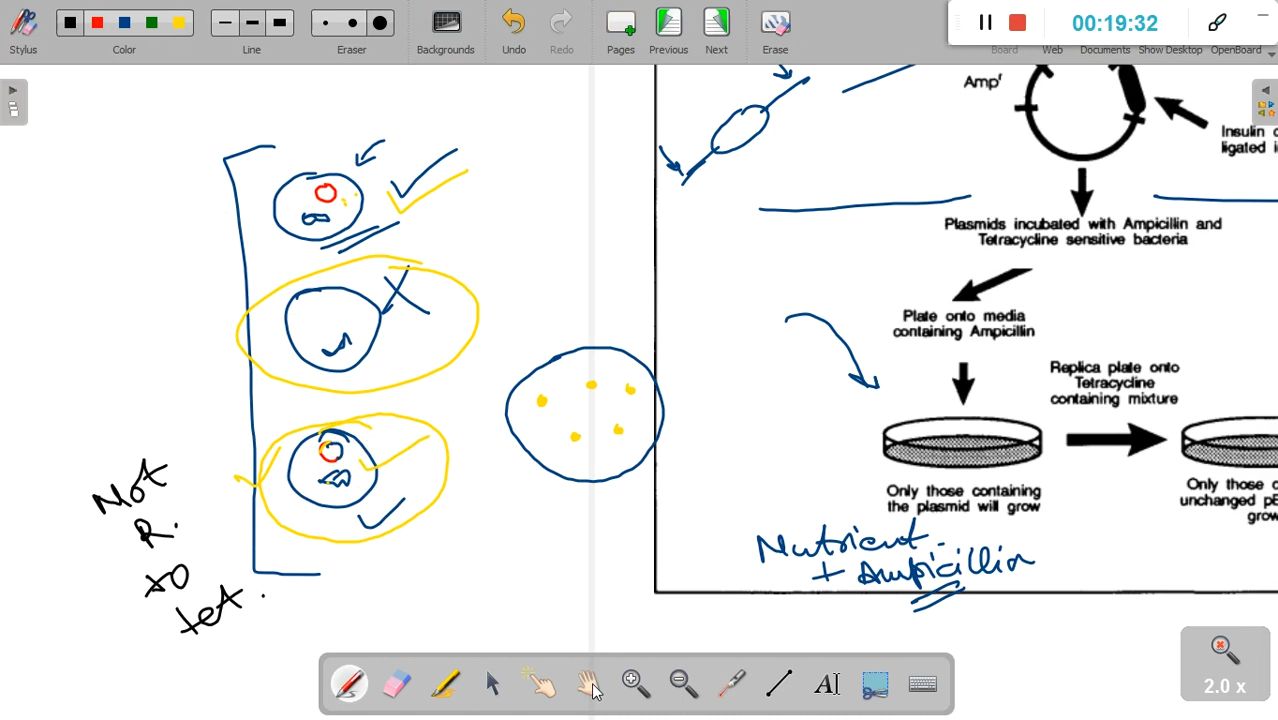 Stylus
Color
Line
Eraser
Backgrounds
Undo
Redo
Pages
Previous
Next
Erase
00:19:32
Board
Web
Documents
Show Desktop
OpenBoard
Ampʳ
Insulin
ligated i
Plasmids incubated with Ampicillin and
Tetracycline sensitive bacteria
Plate onto media
containing Ampicillin
Replica plate onto
Tetracycline
containing mixture
Only those containing
the plasmid will grow
Only those
unchanged pB
grow
Nutrient
+ Ampicillin
Not
R.
to
tet.
2.0 x